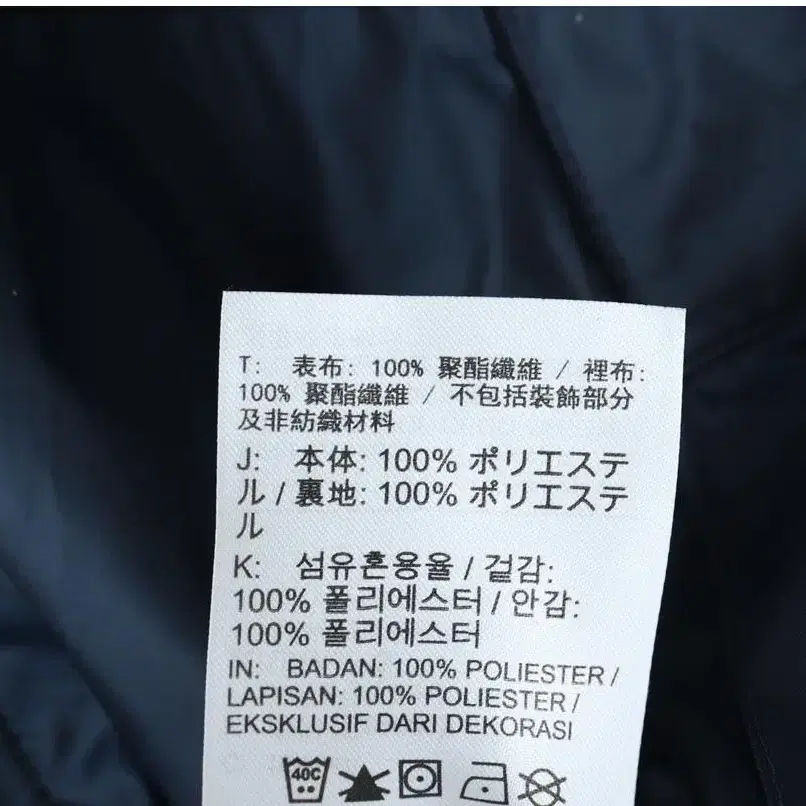 T: 表布: 100% 聚酯纖維 / 裡布:
100% 聚酯纖維 / 不包括裝飾部分
及非紡織材料
J: 本体: 100% ポリエステ
ル / 裏地: 100% ポリエステ
ル
K: 섬유혼용율 / 겉감:
100% 폴리에스터 / 안감:
100% 폴리에스터
IN: BADAN: 100% POLIESTER /
LAPISAN: 100% POLIESTER /
EKSKLUSIF DARI DEKORASI
40C